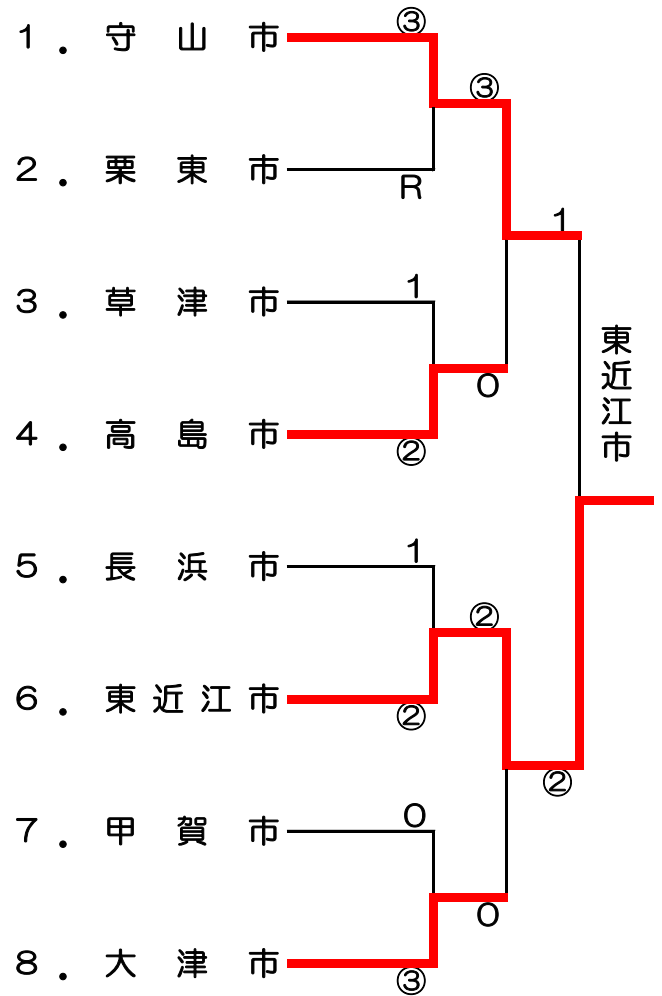 1. 守山市 ③
③
2. 栗東市 R
1
3. 草津市 1
0
4. 高島市 ②
東近江市
5. 長浜市 1
②
6. 東近江市 ②
②
7. 甲賀市 0
0
8. 大津市 ③